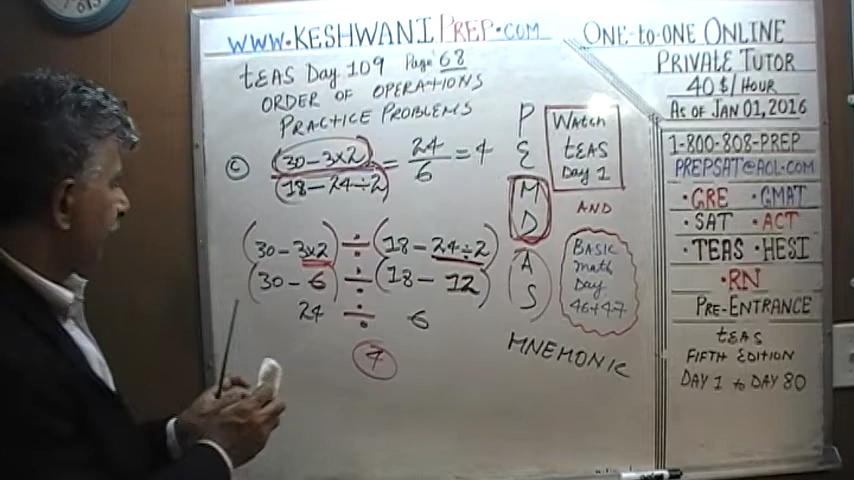 WWW.KESHWANIPREP.COM
TEAS DAY 109 Page 68
ORDER OF OPERATIONS
PRACTICE PROBLEMS
C (30-3x2) / (18-24÷2) = 24/6 = 4
(30-3x2) ÷ (18-24÷2)
(30-6) ÷ (18-12)
24 ÷ 6
4
P
E
M
D
A
S
MNEMONIC
Watch
TEAS
Day 1
AND
BASIC
math
Day
46+47
ONE-to-ONE ONLINE
PRIVATE TUTOR
40$/HOUR
AS OF JAN 01, 2016
1-800-808-PREP
PREPSAT@AOL.COM
•GRE •GMAT
•SAT •ACT
•TEAS •HESI
•RN
PRE-ENTRANCE
TEAS
FIFTH EDITION
DAY 1 to DAY 80